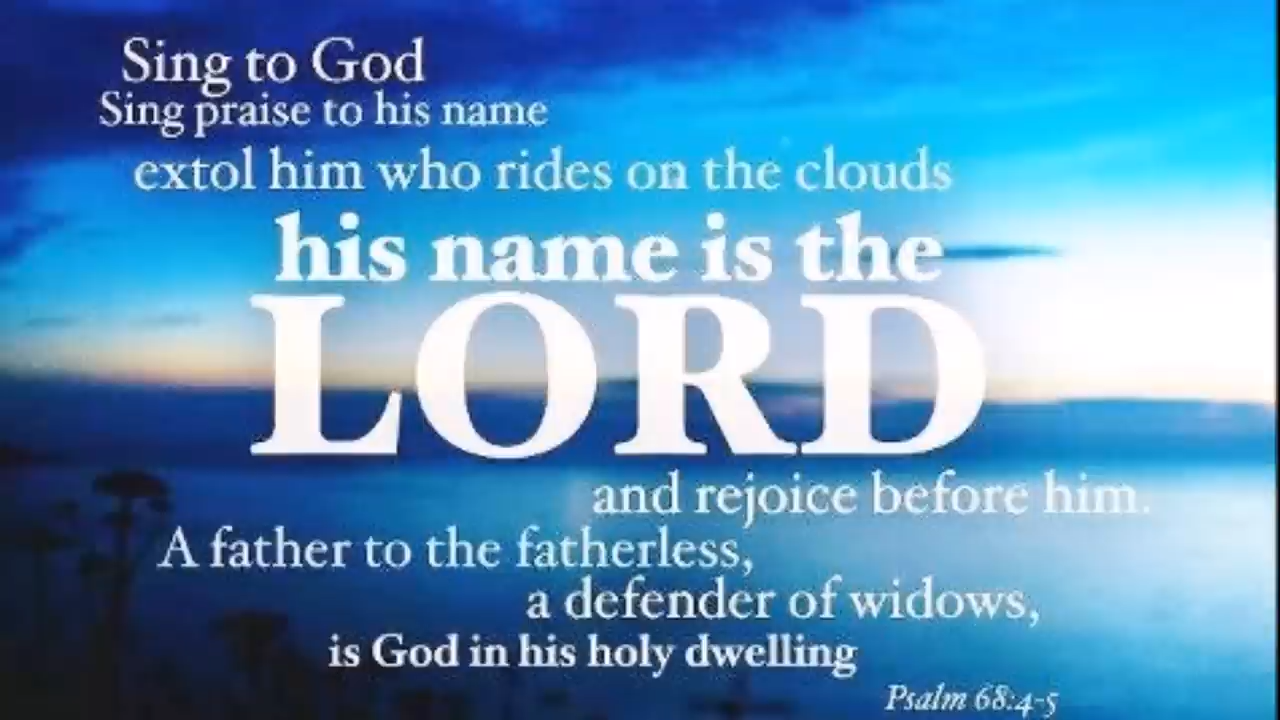 Sing to God
Sing praise to his name
extol him who rides on the clouds
his name is the
LORD
and rejoice before him.
A father to the fatherless,
a defender of widows,
is God in his holy dwelling
Psalm 68:4-5